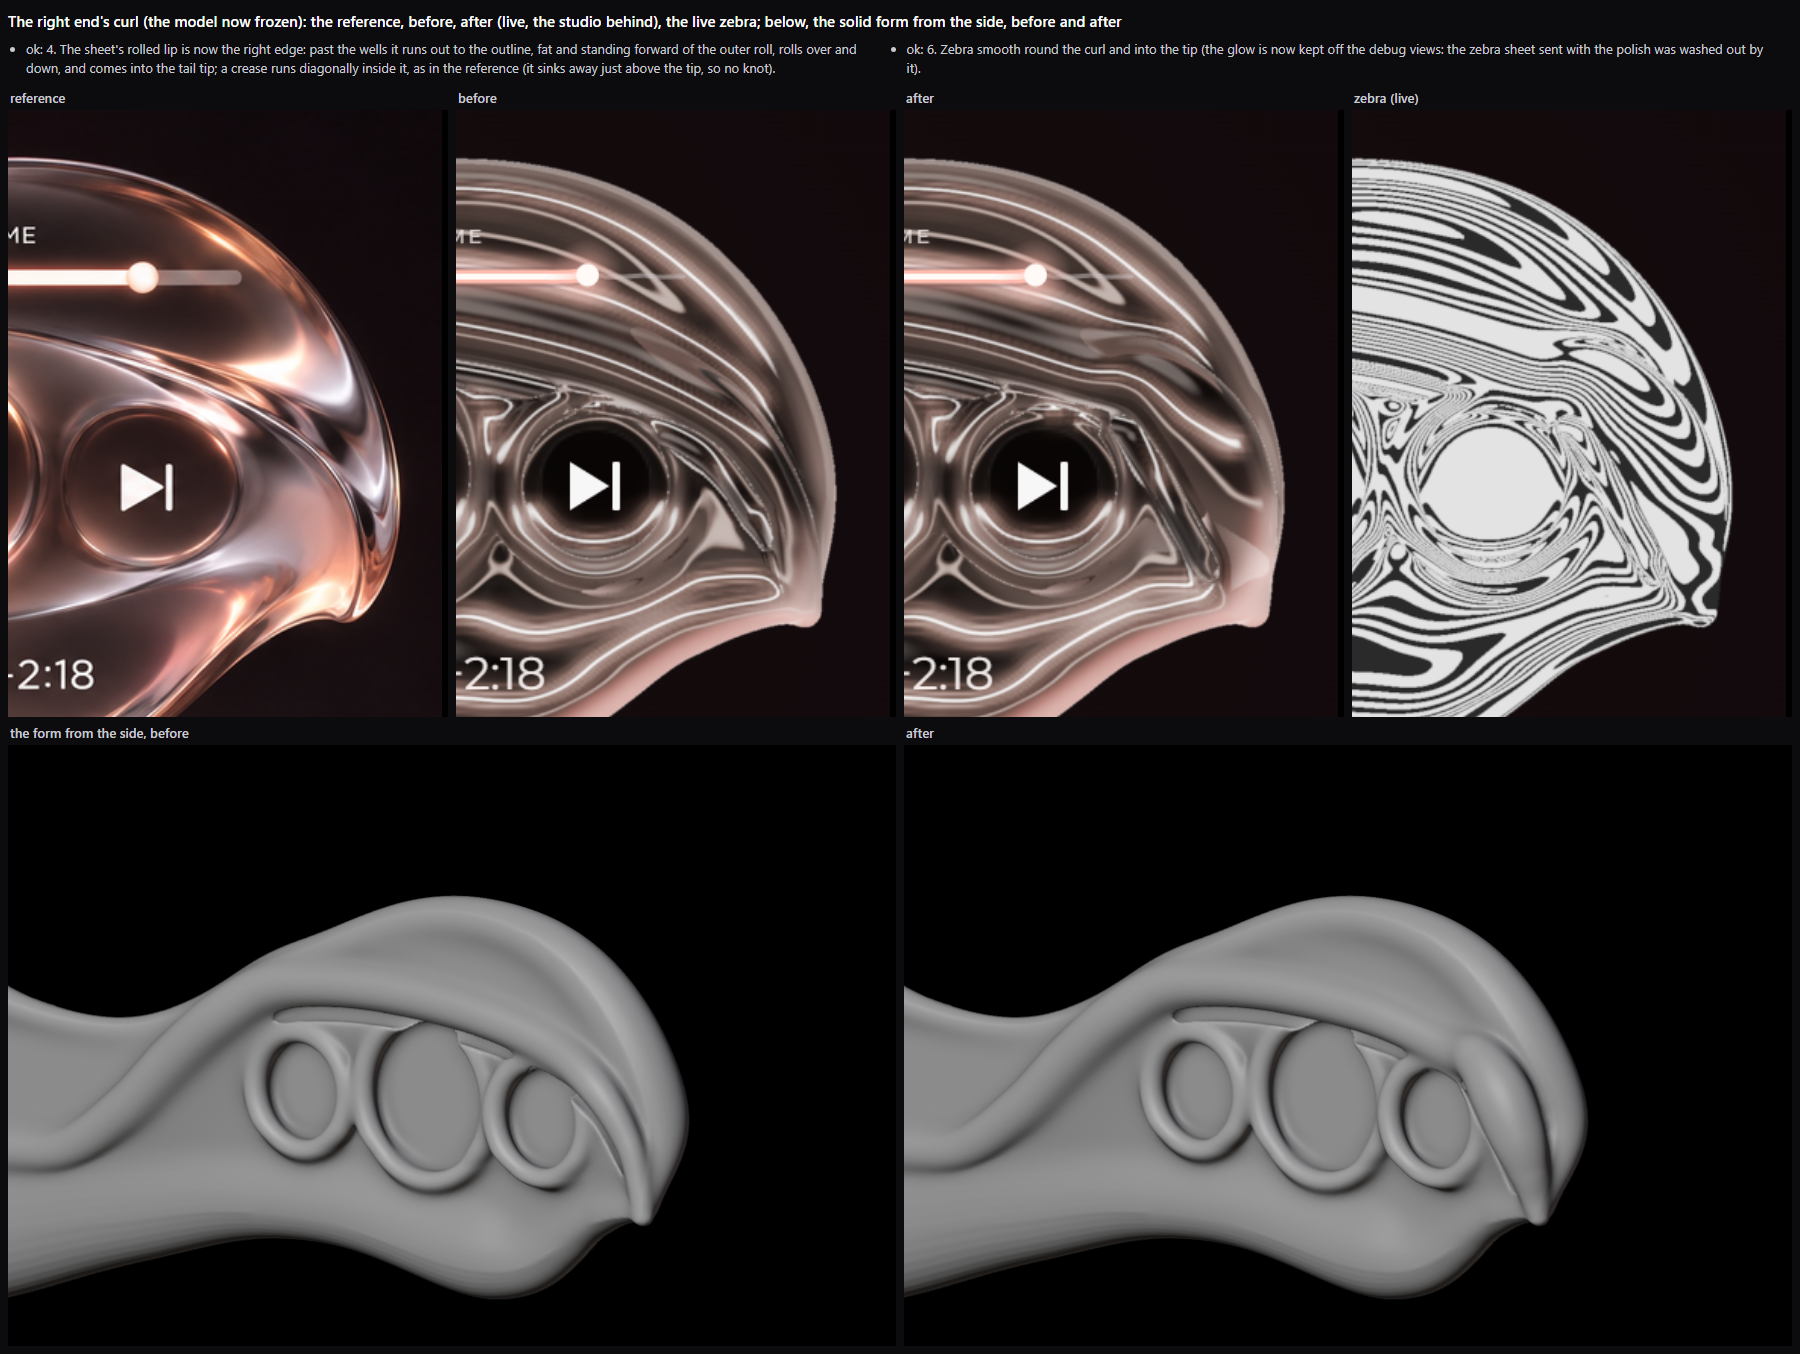 The right end's curl (the model now frozen): the reference, before, after (live, the studio behind), the live zebra; below, the solid form from the side, before and after
ok: 4. The sheet's rolled lip is now the right edge: past the wells it runs out to the outline, fat and standing forward of the outer roll, rolls over and
down, and comes into the tail tip; a crease runs diagonally inside it, as in the reference (it sinks away just above the tip, so no knot).
ok: 6. Zebra smooth round the curl and into the tip (the glow is now kept off the debug views: the zebra sheet sent with the polish was washed out by
it).
reference
before
after
zebra (live)
ME
ME
ME
-2:18
-2:18
-2:18
the form from the side, before
after